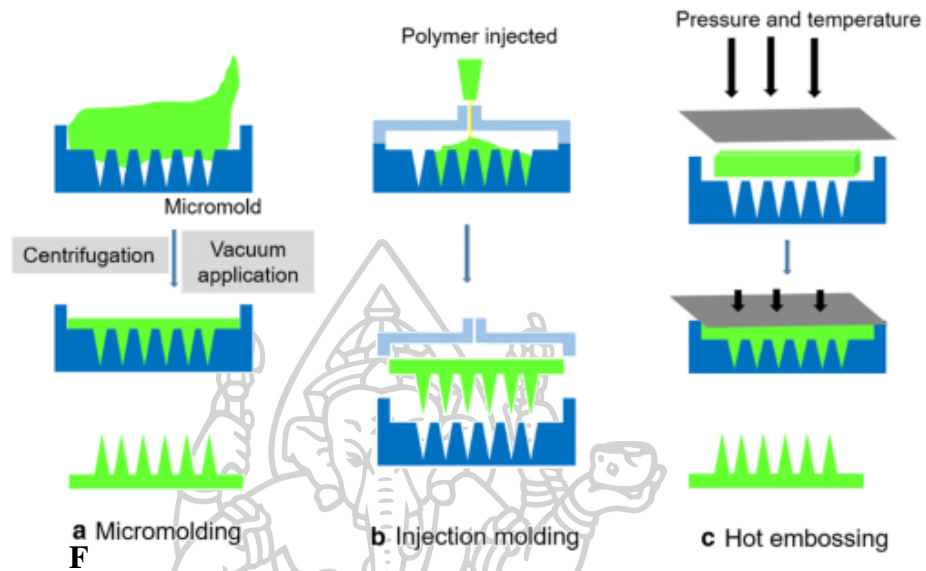 Pressure and temperature
Polymer injected
Micromold
Centrifugation
Vacuum
application
a Micromolding
b Injection molding
c Hot embossing
F